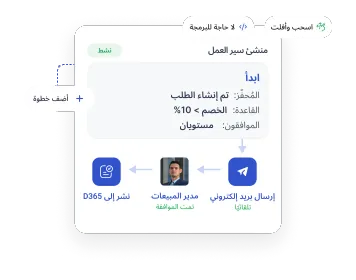 اسحب وأفلت
لا حاجة للبرمجة
منشئ سير العمل
نشط
ابدأ
المُحفّز: تم إنشاء الطلب
القاعدة: الخصم > 10%
الموافقون: مستويان
+ أضف خطوة
إرسال بريد إلكتروني
تلقائيًا
مدير المبيعات
تمت الموافقة
نشر إلى D365